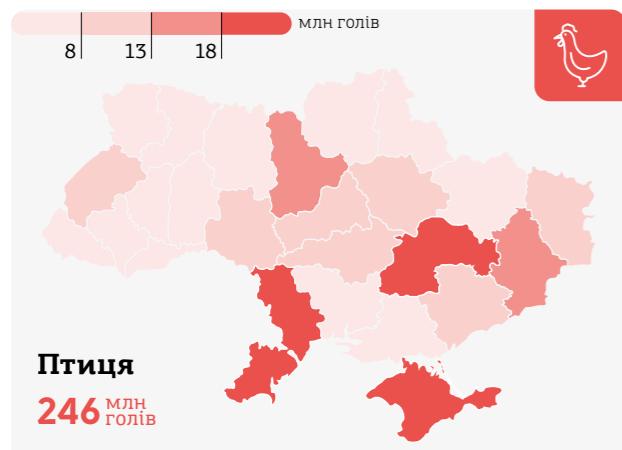 млн голів
8 13 18
Птиця
246 млн
голів